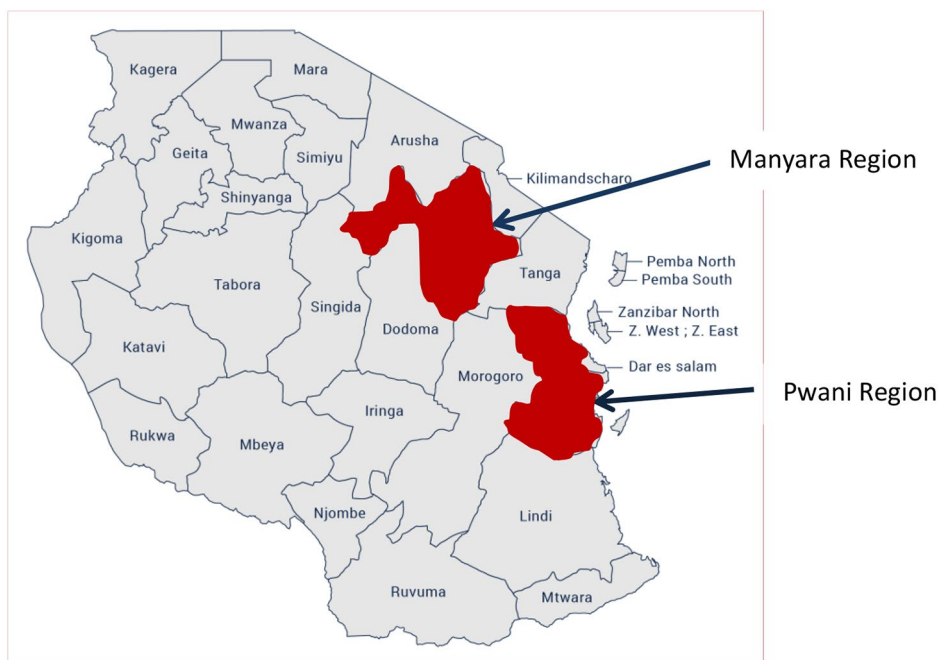 Kagera
Mara
Mwanza
Arusha
Geita
Simiyu
Manyara Region
Kilimandscharo
Shinyanga
Kigoma
Pemba North
Tanga
Pemba South
Tabora
Singida
Zanzibar North
Dodoma
Z. West ; Z. East
Katavi
Dar es salam
Morogoro
Pwani Region
Iringa
Rukwa
Mbeya
Njombe
Lindi
Ruvuma
Mtwara